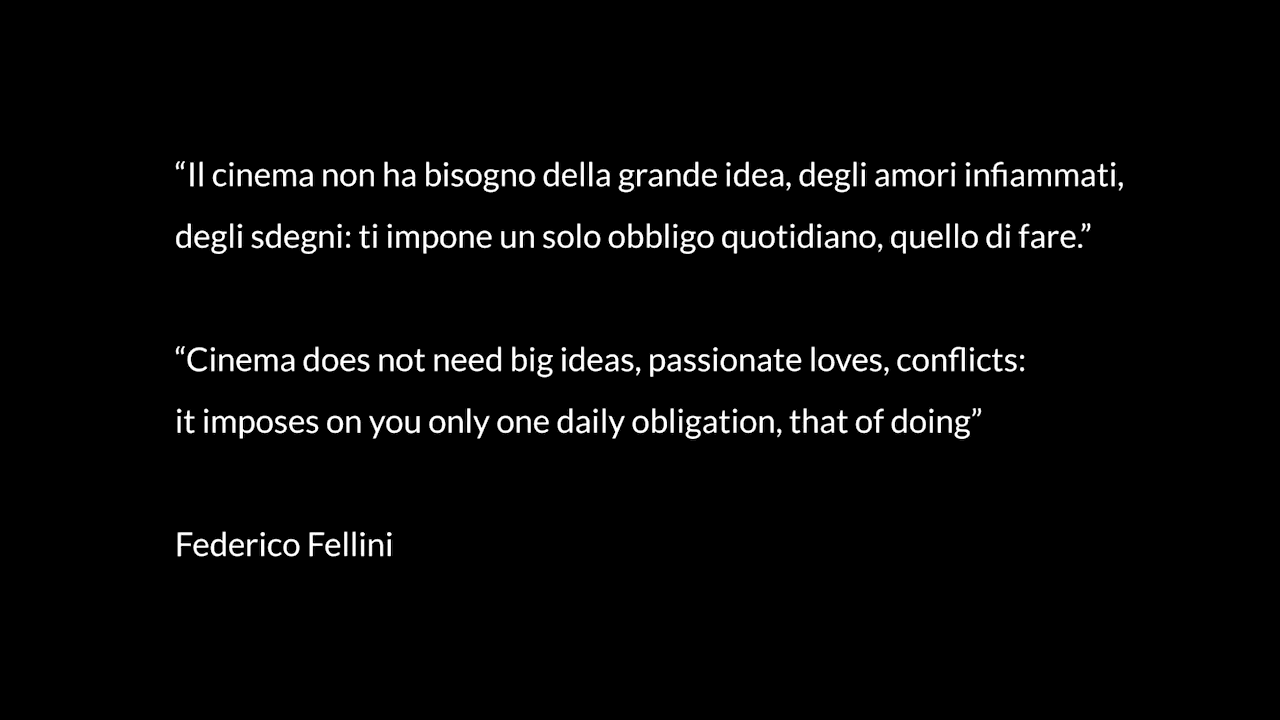 “Il cinema non ha bisogno della grande idea, degli amori infiammati,
degli sdegni: ti impone un solo obbligo quotidiano, quello di fare.”
“Cinema does not need big ideas, passionate loves, conflicts:
it imposes on you only one daily obligation, that of doing”
Federico Fellini